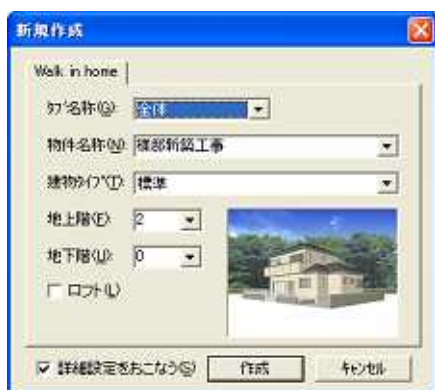 新規作成
Walk in home
タブ名称(G): 全体
物件名称(N): 様邸新築工事
建物タイプ(T): 標準
地上階(F): 2
地下階(U): 0
ロフト(L)
詳細設定をおこなう(S) 作成 キャンセル